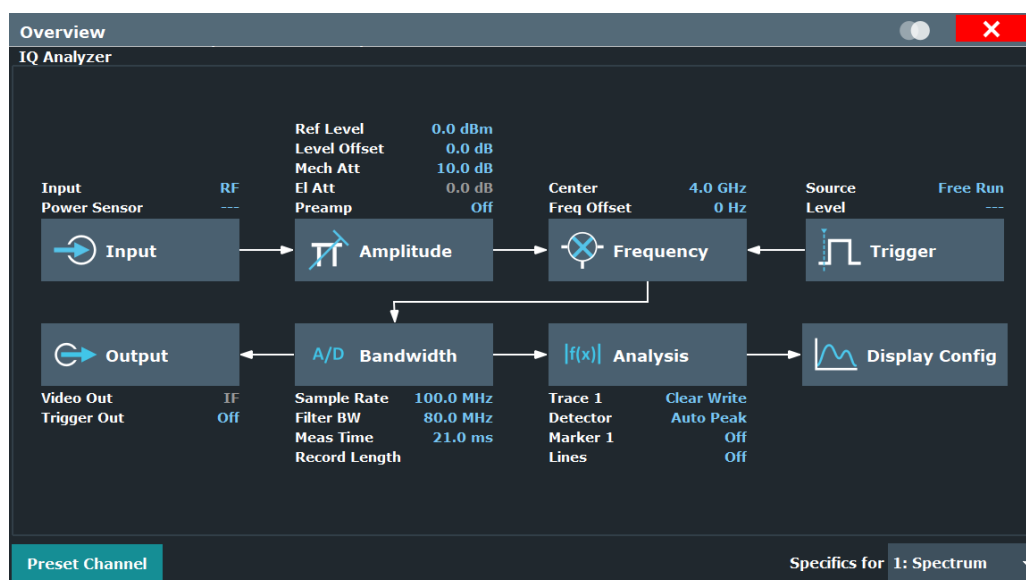 Overview
IQ Analyzer
Ref Level 0.0 dBm
Level Offset 0.0 dB
Mech Att 10.0 dB
Input RF El Att 0.0 dB Center 4.0 GHz Source Free Run
Power Sensor --- Preamp Off Freq Offset 0 Hz Level ---
Input Amplitude Frequency Trigger
Output A/D Bandwidth |f(x)| Analysis Display Config
Video Out IF Sample Rate 100.0 MHz Trace 1 Clear Write
Trigger Out Off Filter BW 80.0 MHz Detector Auto Peak
Meas Time 21.0 ms Marker 1 Off
Record Length Lines Off
Preset Channel Specifics for 1: Spectrum